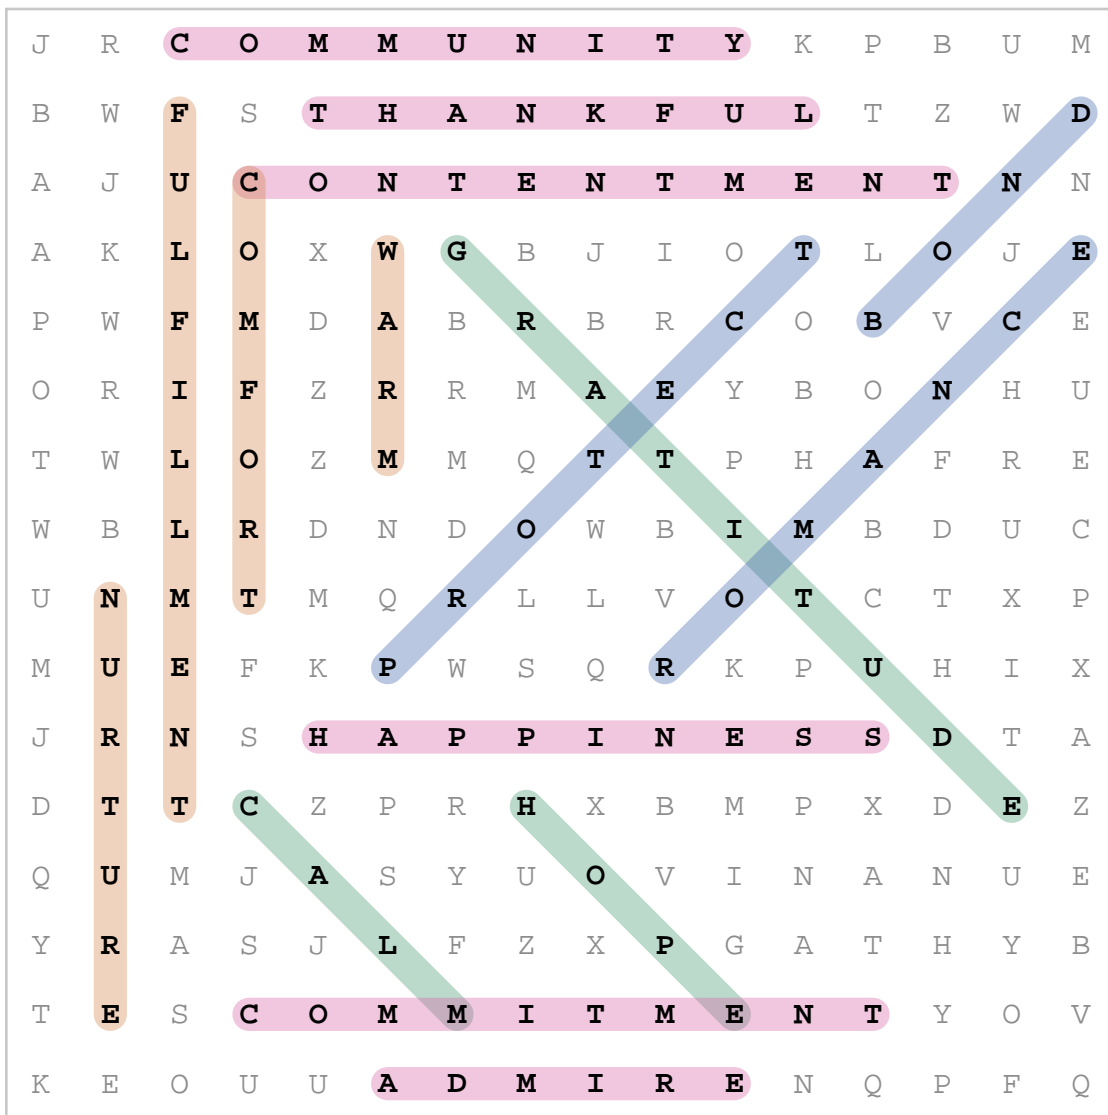 J R C O M M U N I T Y K P B U M
B W F S T H A N K F U L T Z W D
A J U C O N T E N T M E N T N N
A K L O X W G B J I O T L O J E
P W F M D A B R B R C O B V C E
O R I F Z R R M A E Y B O N H U
T W L O Z M M Q T T P H A F R E
W B L R D N D O W B I M B D U C
U N M T M Q R L L V O T C T X P
M U E F K P W S Q R K P U H I X
J R N S H A P P I N E S S D T A
D T T C Z P R H X B M P X D E Z
Q U M J A S Y U O V I N A N U E
Y R A S J L F Z X P G A T H Y B
T E S C O M M I T M E N T Y O V
K E O U U A D M I R E N Q P F Q